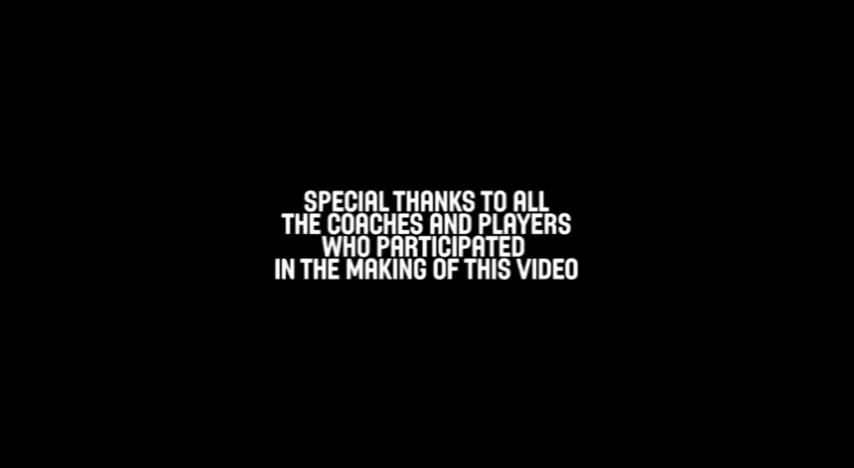 SPECIAL THANKS TO ALL
THE COACHES AND PLAYERS
WHO PARTICIPATED
IN THE MAKING OF THIS VIDEO